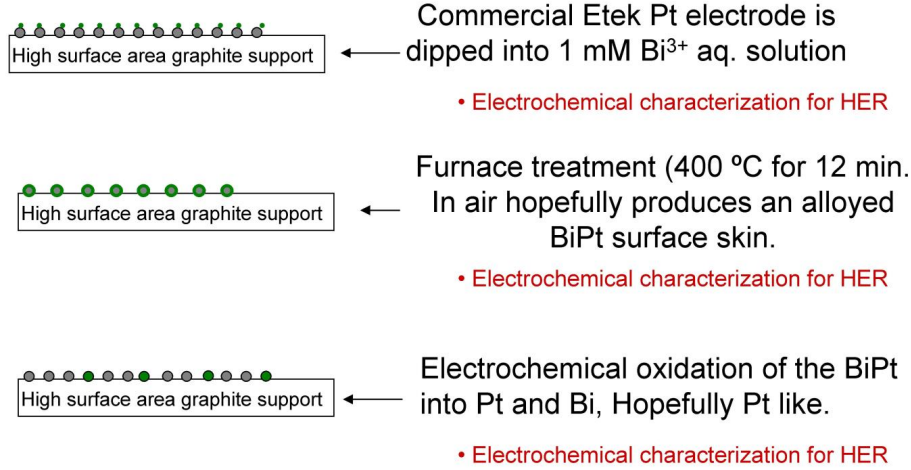 Commercial Etek Pt electrode is
dipped into 1 mM Bi³⁺ aq. solution
High surface area graphite support
• Electrochemical characterization for HER
Furnace treatment (400 ºC for 12 min.
In air hopefully produces an alloyed
BiPt surface skin.
High surface area graphite support
• Electrochemical characterization for HER
Electrochemical oxidation of the BiPt
into Pt and Bi, Hopefully Pt like.
High surface area graphite support
• Electrochemical characterization for HER